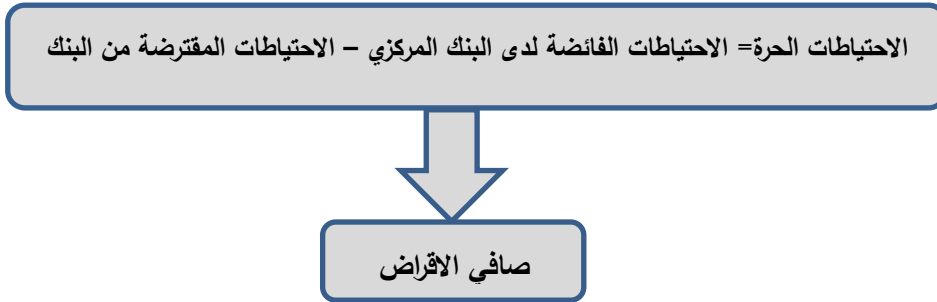 الاحتياطات الحرة= الاحتياطات الفائضة لدى البنك المركزي – الاحتياطات المقترضة من البنك
صافي الاقراض